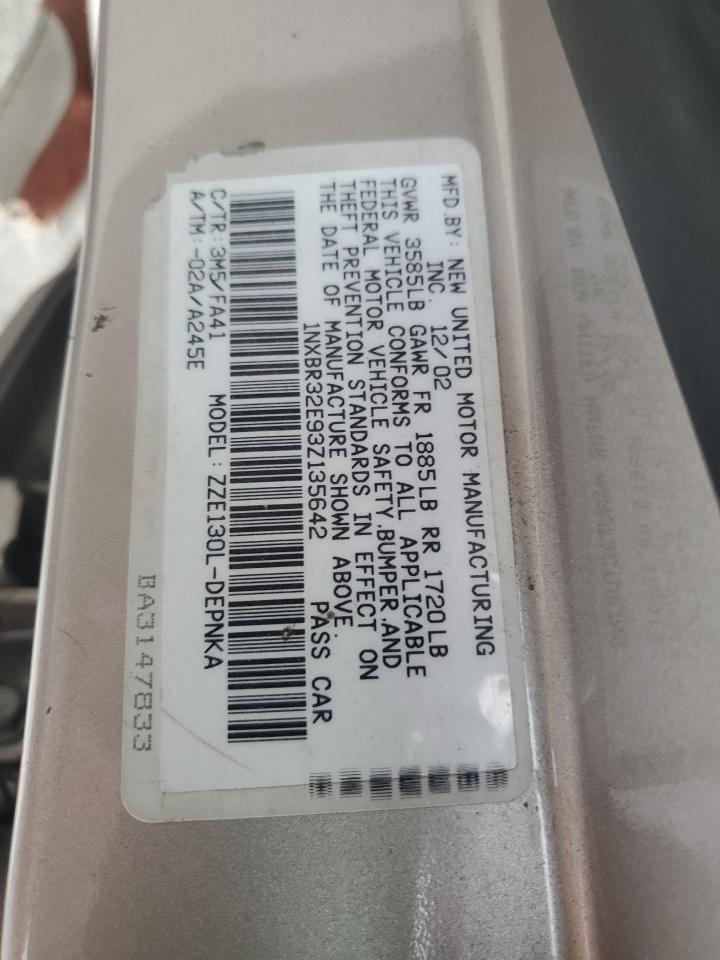 MFD.BY: NEW UNITED MOTOR MANUFACTURING
INC. 12/02
GVWR 3585LB GAWR FR 1885LB RR 1720LB
THIS VEHICLE CONFORMS TO ALL APPLICABLE
FEDERAL MOTOR VEHICLE SAFETY,BUMPER,AND
THEFT PREVENTION STANDARDS IN EFFECT ON
THE DATE OF MANUFACTURE SHOWN ABOVE.
1NXBR32E93Z135642 PASS CAR
C/TR:3M5/FA41 MODEL:ZZE130L-DEPNKA
A/TM:-02A/A245E
BA3147833